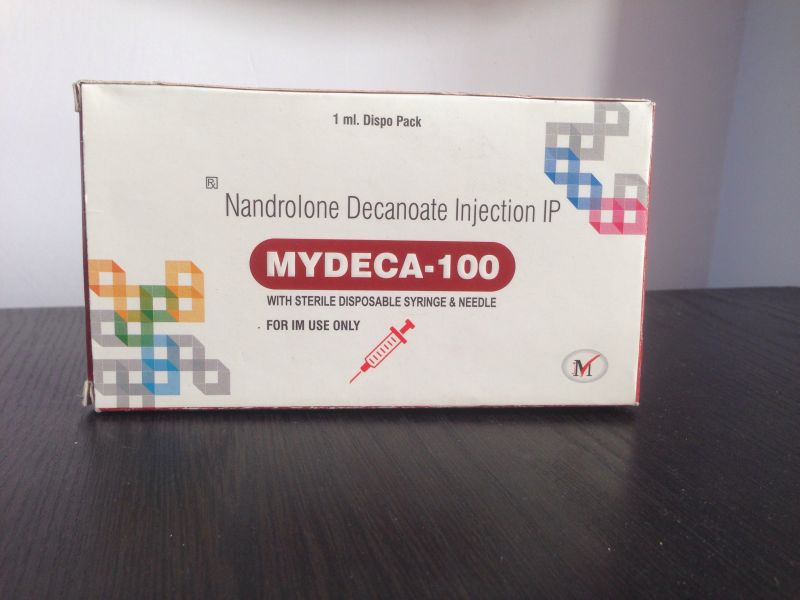 1 ml. Dispo Pack
Rx
Nandrolone Decanoate Injection IP
MYDECA-100
WITH STERILE DISPOSABLE SYRINGE & NEEDLE
FOR IM USE ONLY
M